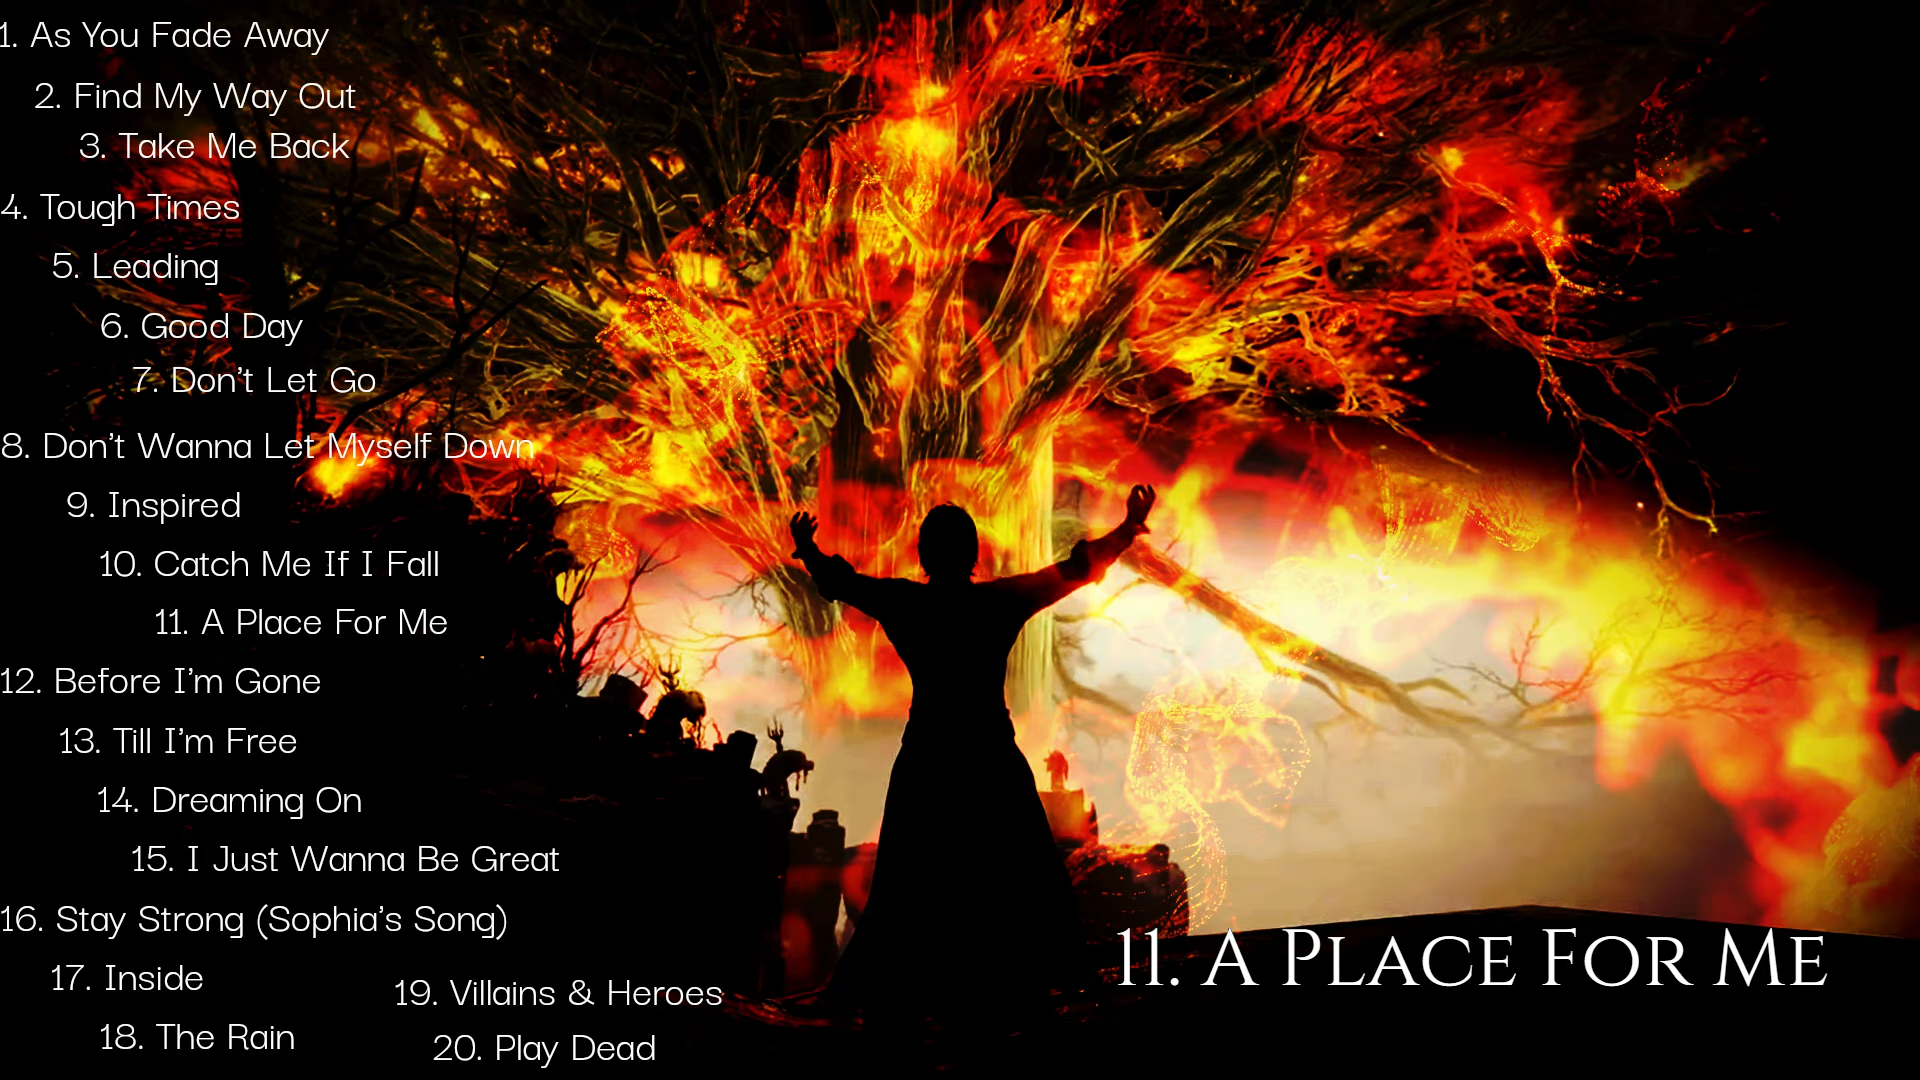 1. As You Fade Away
2. Find My Way Out
3. Take Me Back
4. Tough Times
5. Leading
6. Good Day
7. Don't Let Go
8. Don't Wanna Let Myself Down
9. Inspired
10. Catch Me If I Fall
11. A Place For Me
12. Before I'm Gone
13. Till I'm Free
14. Dreaming On
15. I Just Wanna Be Great
16. Stay Strong (Sophia's Song)
17. Inside
18. The Rain
19. Villains & Heroes
20. Play Dead
11. A Place For Me